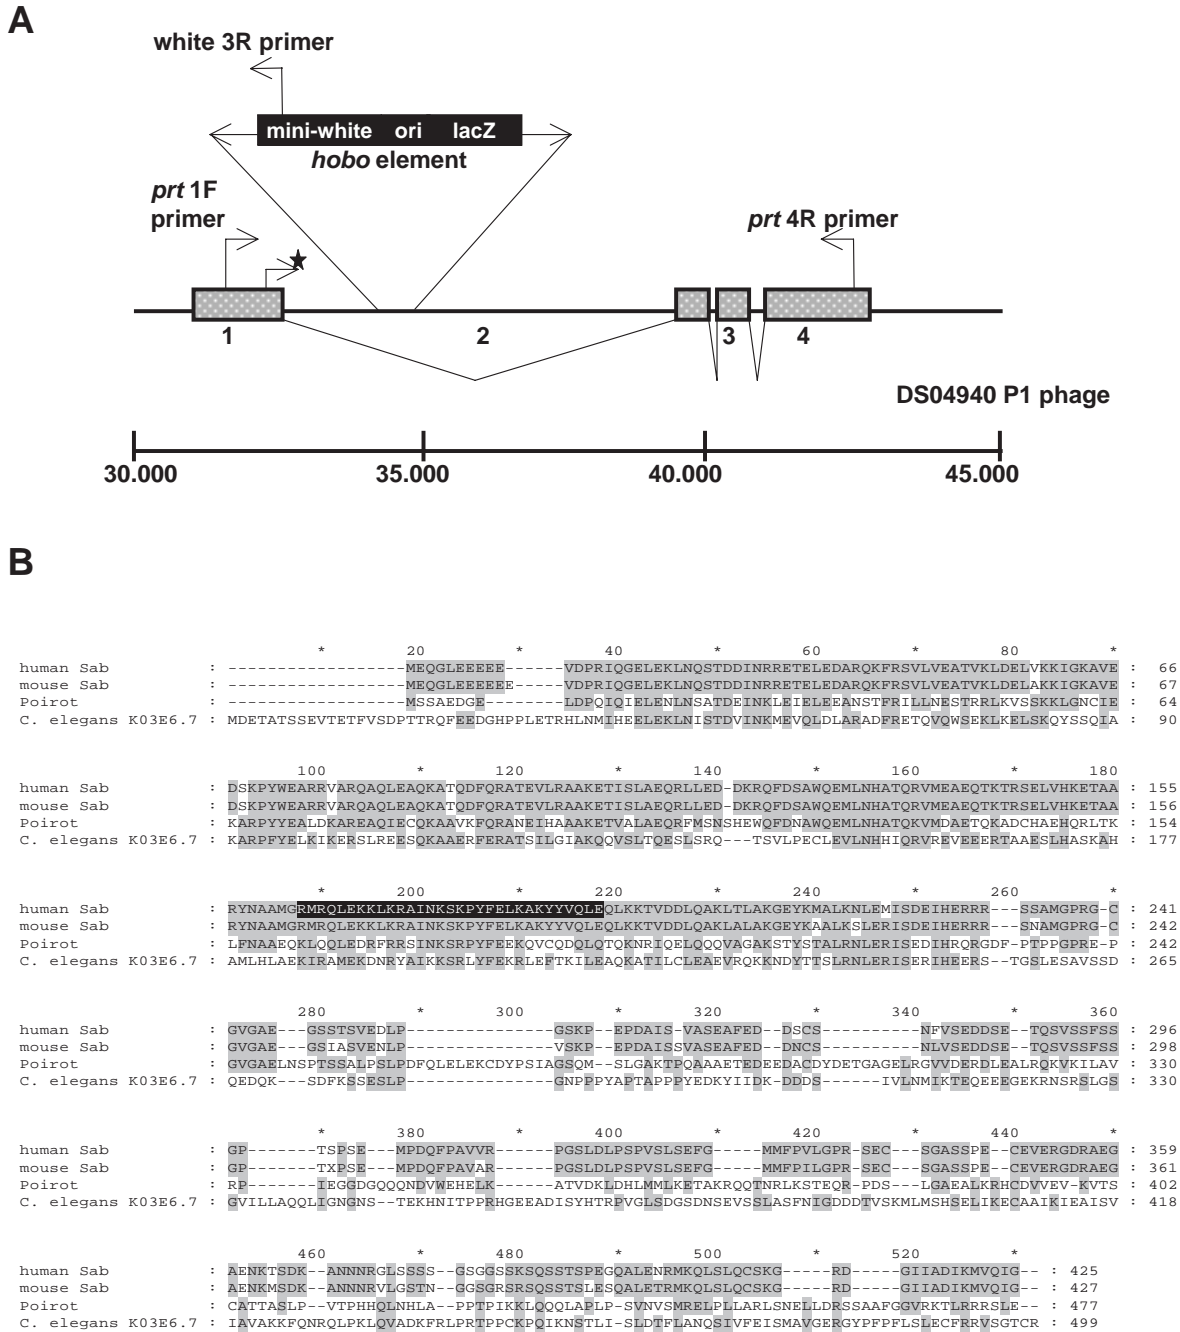 A
white 3R primer
mini-white ori lacZ
hobo element
prt 1F
primer
prt 4R primer
1 2 3 4
DS04940 P1 phage
30.000 35.000 40.000 45.000
B
* 20 * 40 * 60 * 80 *
human Sab : ------------------MEQGLEEEEE------VDPRIQGELEKLNQSTDDINRRETELEDARQKFRSVLVEATVKLDELVKKIGKAVE : 66
mouse Sab : ------------------MEQGLEEEEEE-----VDPRIQGELEKLNQSTDDINRRETELEDARQKFRSVLVEATVKLDELAKKIGKAVE : 67
Poirot : ------------------MSSAEDGE--------LDPQIQIELENLNSATDEINKLEIELEEANSTFRILLNESTRRLKVSSKKLGNCIE : 64
C. elegans K03E6.7 : MDETATSSEVTETFVSDPTTRQFEEDGHPPLETRHLNMIHEELEKLNISTDVINKMEVQLDLARADFRETQVQWSEKLKELSKQYSSQIA : 90
100 * 120 * 140 * 160 * 180
human Sab : DSKPYWEARRVARQAQLEAQKATQDFQRATEVLRAAKETISLAEQRLLED-DKRQFDSAWQEMLNHATQRVMEAEQTKTRSELVHKETAA : 155
mouse Sab : DSKPYWEARRVARQAQLEAQKATQDFQRATEVLRAAKETISLAEQRLLED-DKRQFDSAWQEMLNHATQRVMEAEQTKTRSELVHKETAA : 156
Poirot : KARPYYEALDKAREAQIECQKAAVKFQRANEIHAAAKETVALAEQRFMSNSHEWQFDNAWQEMLNHATQKVMDAETQKADCHAEHQRLTK : 154
C. elegans K03E6.7 : KARPFYELKIKERSLREESQKAAERFERATSILGIAKQQVSLTQESLSRQ---TSVLPECLEVLNHHIQRVREVEEERTAAESLHASKAH : 177
* 200 * 220 * 240 * 260 *
human Sab : RYNAAMGRMRQLEKKLKRAINKSKPYFELKAKYYVQLEQLKKTVDDLQAKLTLAKGEYKMALKNLEMISDEIHERRR---SSAMGPRG-C : 241
mouse Sab : RYNAAMGRMRQLEKKLKRAINKSKPYFELKAKYYVQLEQLKKTVDDLQAKLALAKGEYKAALKSLERISDEIHERRR---SNAMGPRG-C : 242
Poirot : LFNAAEQKLQQLEDRFRRSINKSRPYFEEKQVCQDQLQTQKNRIQELQQQVAGAKSTYSTALRNLERISEDIHRQRGDF-PTPPGPRE-P : 242
C. elegans K03E6.7 : AMLHLAEKIRAMEKDNRYAIKKSRLYFEKRLEFTKILEAQKATILCLEAEVRQKKNDYTTSLRNLERISERIHEERS--TGSLESAVSSD : 265
280 * 300 * 320 * 340 * 360
human Sab : GVGAE---GSSTSVEDLP---------------GSKP--EPDAIS-VASEAFED--DSCS----------NFVSEDDSE--TQSVSSFSS : 296
mouse Sab : GVGAE---GSIASVENLP---------------VSKP--EPDAISSVASEAFED--DNCS----------NLVSEDDSE--TQSVSSFSS : 298
Poirot : GVGAELNSPTSSALPSLPDFQLELEKCDYPSIAGSQM--SLGAKTPQAAAETEDEEDACDYDETGAGELRGVVDERDLEALRQKVKILAV : 330
C. elegans K03E6.7 : QEDQK---SDFKSSESLP---------------GNPPPYAPTAPPPYEDKYIIDK-DDDS------IVLNMIKTEQEEEGEKRNSRSLGS : 330
* 380 * 400 * 420 * 440 *
human Sab : GP-------TSPSE---MPDQFPAVVR------PGSLDLPSPVSLSEFG----MMFPVLGPR-SEC---SGASSPE--CEVERGDRAEG : 359
mouse Sab : GP-------TXPSE---MPDQFPAVAR------PGSLDLPSPVSLSEFG----MMFPILGPR-SEC---SGASSPE--CEVERGDRAEG : 361
Poirot : RP-------IEGGDGQQQNDVWEHELK------ATVDKLDHLMMLKETAKRQQTNRLKSTEQR-PDS---LGAEALKRHCDVVEV-KVTS : 402
C. elegans K03E6.7 : GVILLAQQLIGNGNS--TEKHNITPPRHGEEADISYHTRPVGLSDGSDNSEVSSLASFNIGDDDTVSKMLMSHSELIKECAAIKIEAISV : 418
460 * 480 * 500 * 520 *
human Sab : AENKTSDK--ANNNRGLSSSS---GSGGSSKSQSSTSPEGQALENRMKQLSLQCSKG-----RD-----GIIADIKMVQIG-- : 425
mouse Sab : AENKMSDK--ANNNRVLGSTN---GGSGRSRSQSSTSLESQALETRMKQLSLQCSKG-----RD-----GIIADIKMVQIG-- : 427
Poirot : CATTASLP--VTPHHQLNHLA--PPTPIKKLQQQLAPLP-SVNVSMRELPLLARLSNELLDRSSAAFGGVRKTLRRRSLE-- : 477
C. elegans K03E6.7 : IAVAKKFQNRQLPKLQVADKFRLPRTPPCKPQIKNSTLI-SLDTFLANQSIVFEISMAVGERGYPFPFLSLECFRRVSGTCR : 499